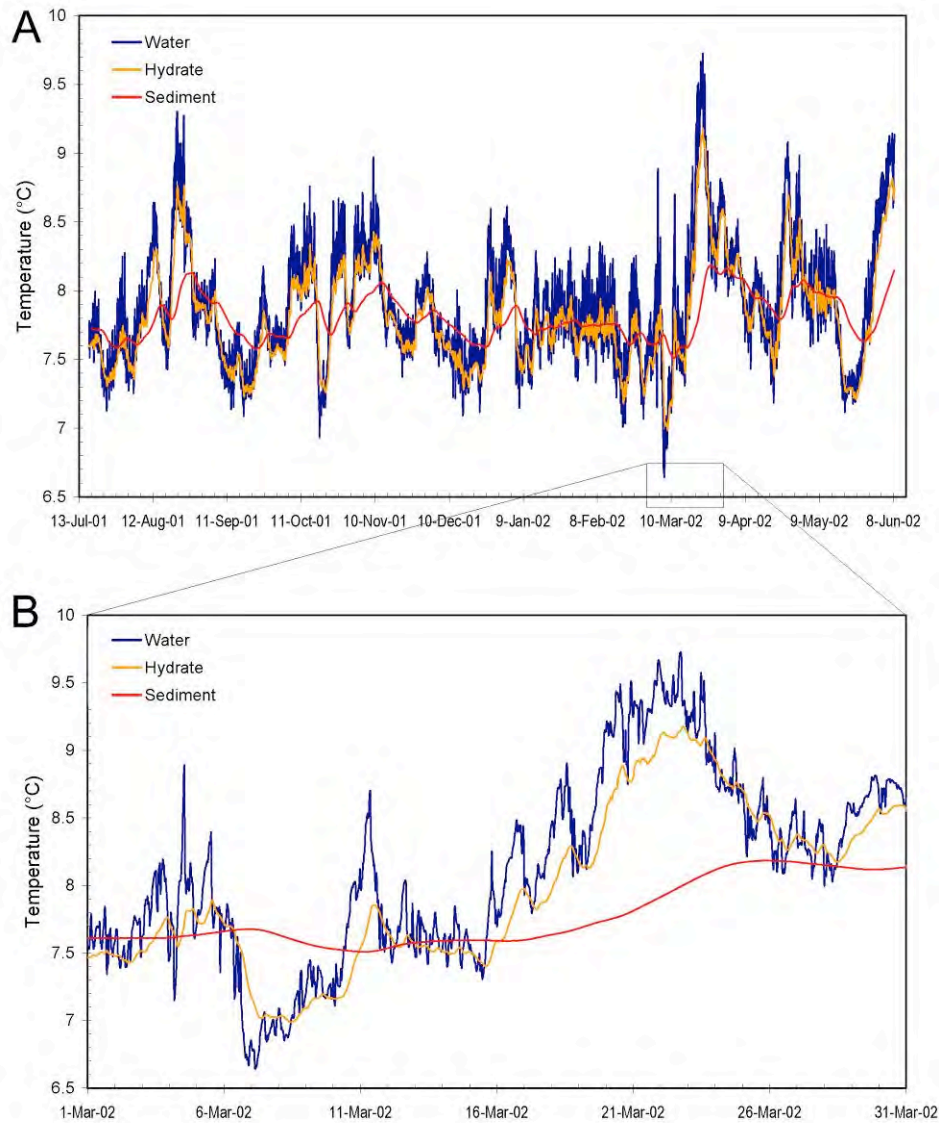 A
10
Water
Hydrate
Sediment
9.5
9
8.5
8
7.5
7
6.5
Temperature (°C)
13-Jul-01 12-Aug-01 11-Sep-01 11-Oct-01 10-Nov-01 10-Dec-01 9-Jan-02 8-Feb-02 10-Mar-02 9-Apr-02 9-May-02 8-Jun-02
B
10
Water
Hydrate
Sediment
9.5
9
8.5
8
7.5
7
6.5
Temperature (°C)
1-Mar-02 6-Mar-02 11-Mar-02 16-Mar-02 21-Mar-02 26-Mar-02 31-Mar-02